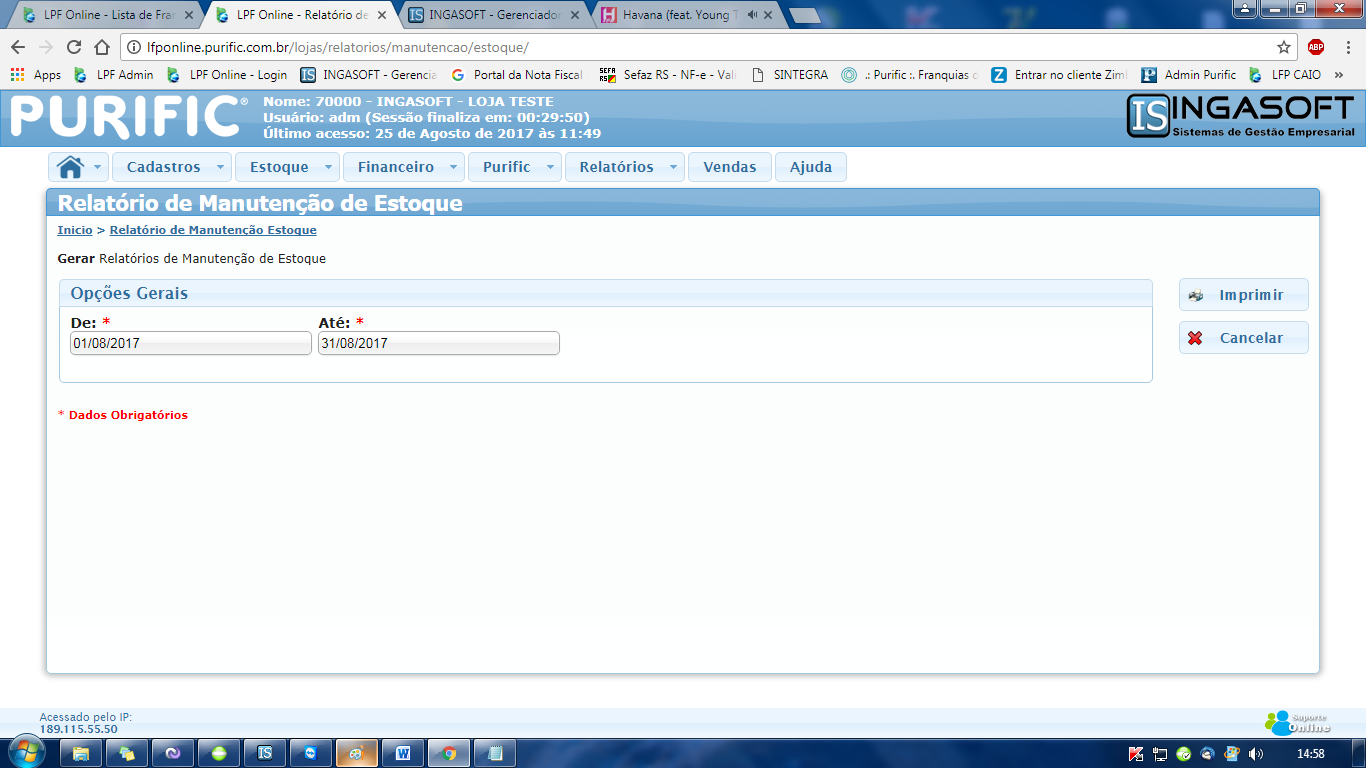 LPF Online - Lista de Fra
LPF Online - Relatório de
INGASOFT - Gerenciador
Havana (feat. Young T
lfponline.purific.com.br/lojas/relatorios/manutencao/estoque/
ABP
Apps
LPF Admin
LPF Online - Login
INGASOFT - Gerencia
Portal da Nota Fiscal
Sefaz RS - NF-e - Vali
SINTEGRA
.: Purific :. Franquias
Entrar no cliente Zim
Admin Purific
LFP CAIO
»
PURIFIC®
Nome: 70000 - INGASOFT - LOJA TESTE
Usuário: adm (Sessão finaliza em: 00:29:50)
Último acesso: 25 de Agosto de 2017 às 11:49
IS INGASOFT
Sistemas de Gestão Empresarial
Cadastros
Estoque
Financeiro
Purific
Relatórios
Vendas
Ajuda
Relatório de Manutenção de Estoque
Inicio > Relatório de Manutenção Estoque
Gerar Relatórios de Manutenção de Estoque
Opções Gerais
De: *
Até: *
01/08/2017
31/08/2017
Imprimir
Cancelar
* Dados Obrigatórios
Acessado pelo IP:
189.115.55.50
Suporte
Online
14:58